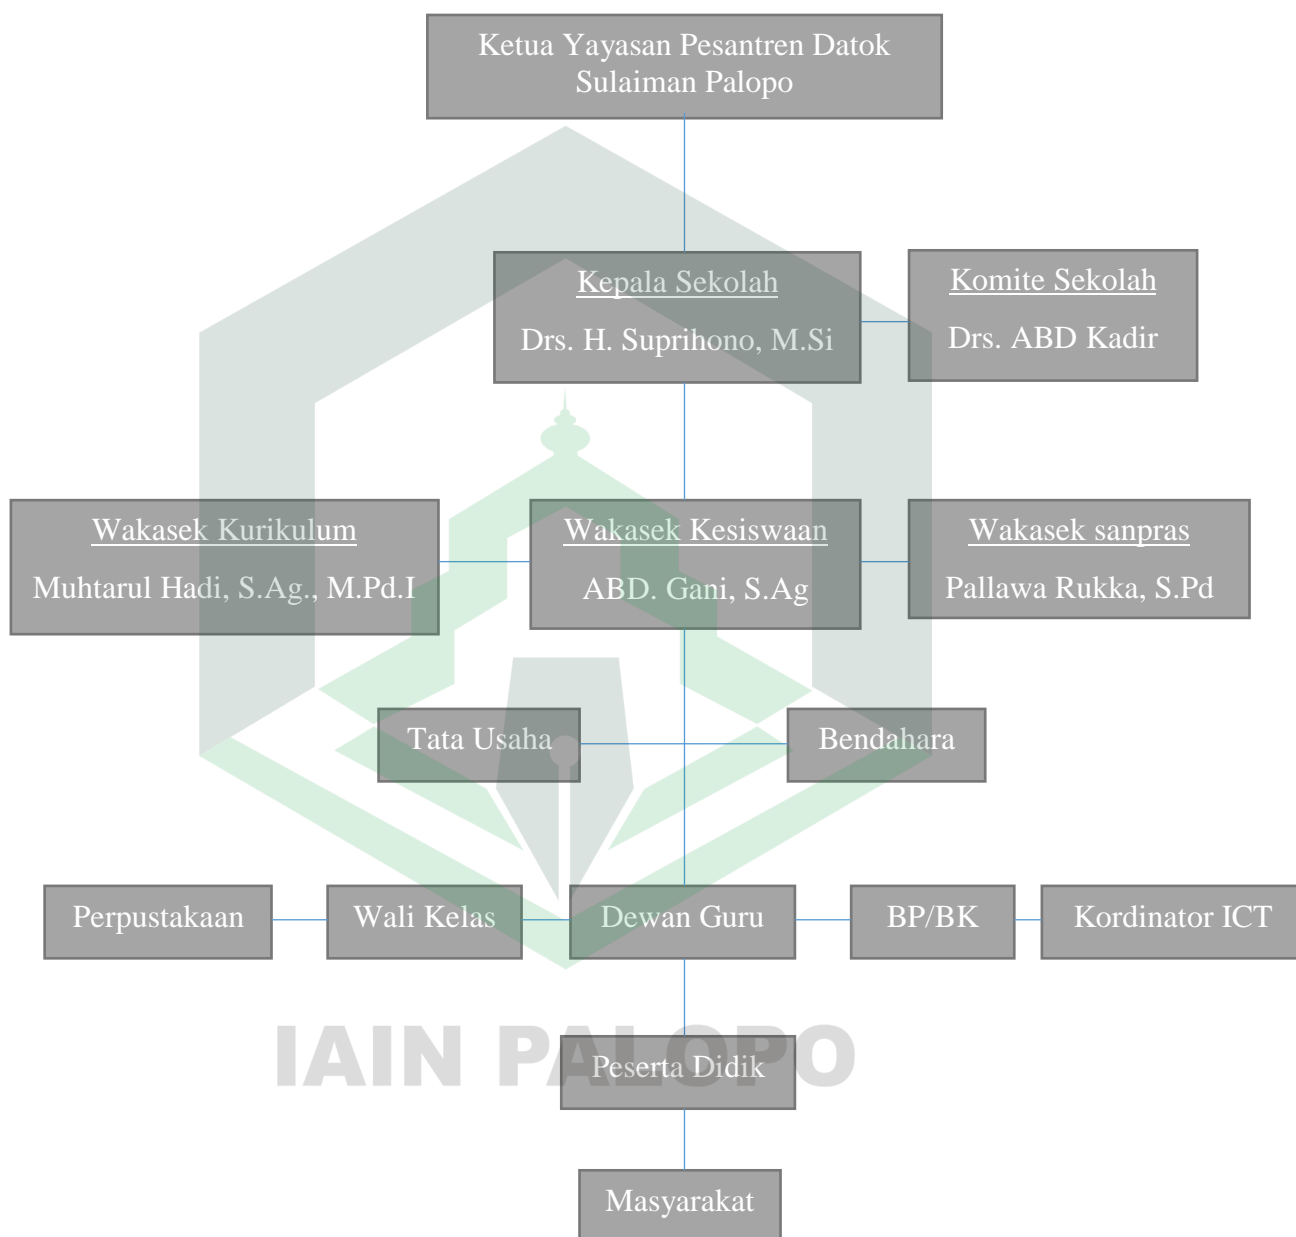 Ketua Yayasan Pesantren Datok
Sulaiman Palopo
Kepala Sekolah
Drs. H. Suprihono, M.Si
Komite Sekolah
Drs. ABD Kadir
Wakasek Kurikulum
Muhtarul Hadi, S.Ag., M.Pd.I
Wakasek Kesiswaan
ABD. Gani, S.Ag
Wakasek sanpras
Pallawa Rukka, S.Pd
Tata Usaha
Bendahara
Perpustakaan
Wali Kelas
Dewan Guru
BP/BK
Kordinator ICT
IAIN PALOPO
Peserta Didik
Masyarakat